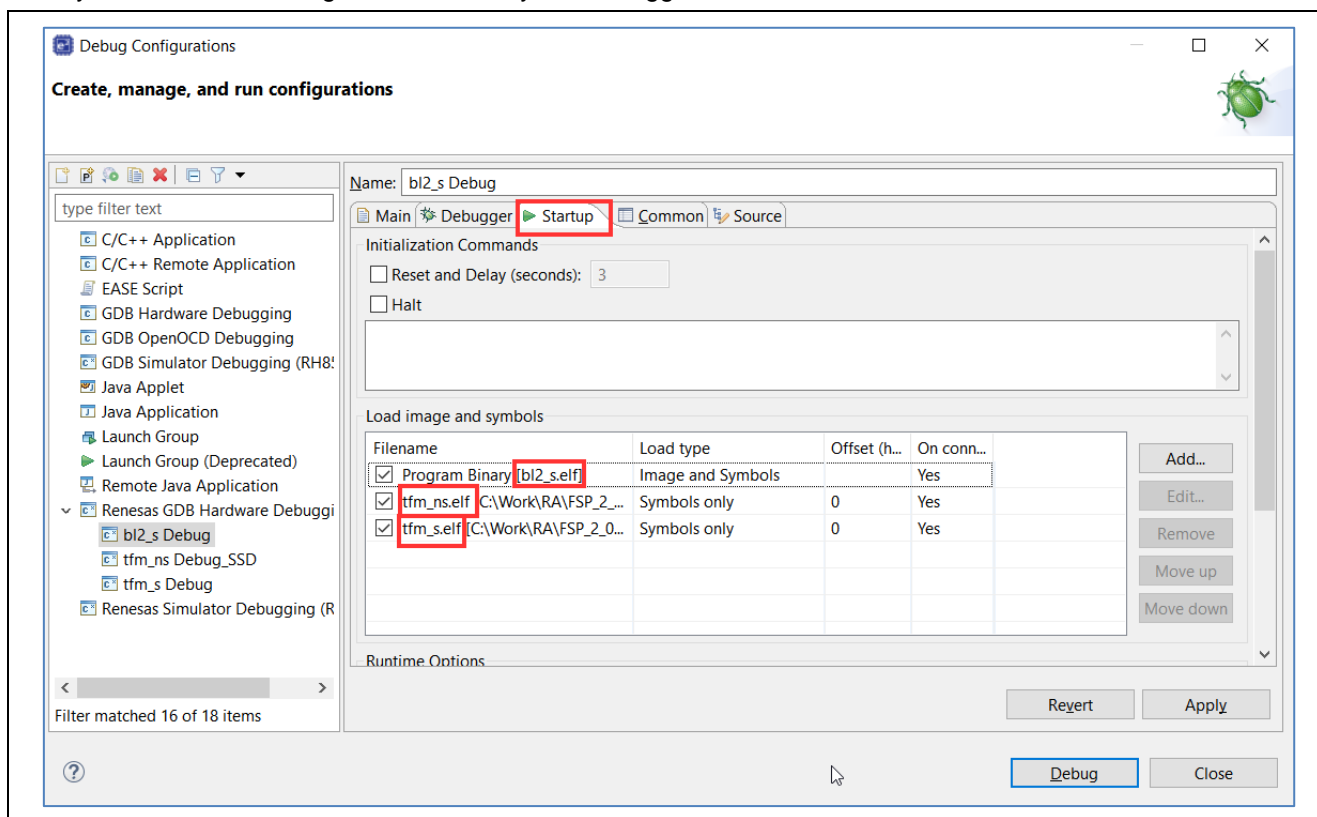 Debug Configurations
Create, manage, and run configurations
type filter text
C/C++ Application
C/C++ Remote Application
EASE Script
GDB Hardware Debugging
GDB OpenOCD Debugging
GDB Simulator Debugging (RH8
Java Applet
Java Application
Launch Group
Launch Group (Deprecated)
Remote Java Application
Renesas GDB Hardware Debuggi
bl2_s Debug
tfm_ns Debug_SSD
tfm_s Debug
Renesas Simulator Debugging (R
Filter matched 16 of 18 items
Name: bl2_s Debug
Main Debugger Startup Common Source
Initialization Commands
Reset and Delay (seconds): 3
Halt
Load image and symbols
Filename Load type Offset (h... On conn...
Program Binary [bl2_s.elf] Image and Symbols Yes
tfm_ns.elf [C:\Work\RA\FSP_2_... Symbols only 0 Yes
tfm_s.elf [C:\Work\RA\FSP_2_0... Symbols only 0 Yes
Add...
Edit...
Remove
Move up
Move down
Runtime Options
Revert Apply
Debug Close